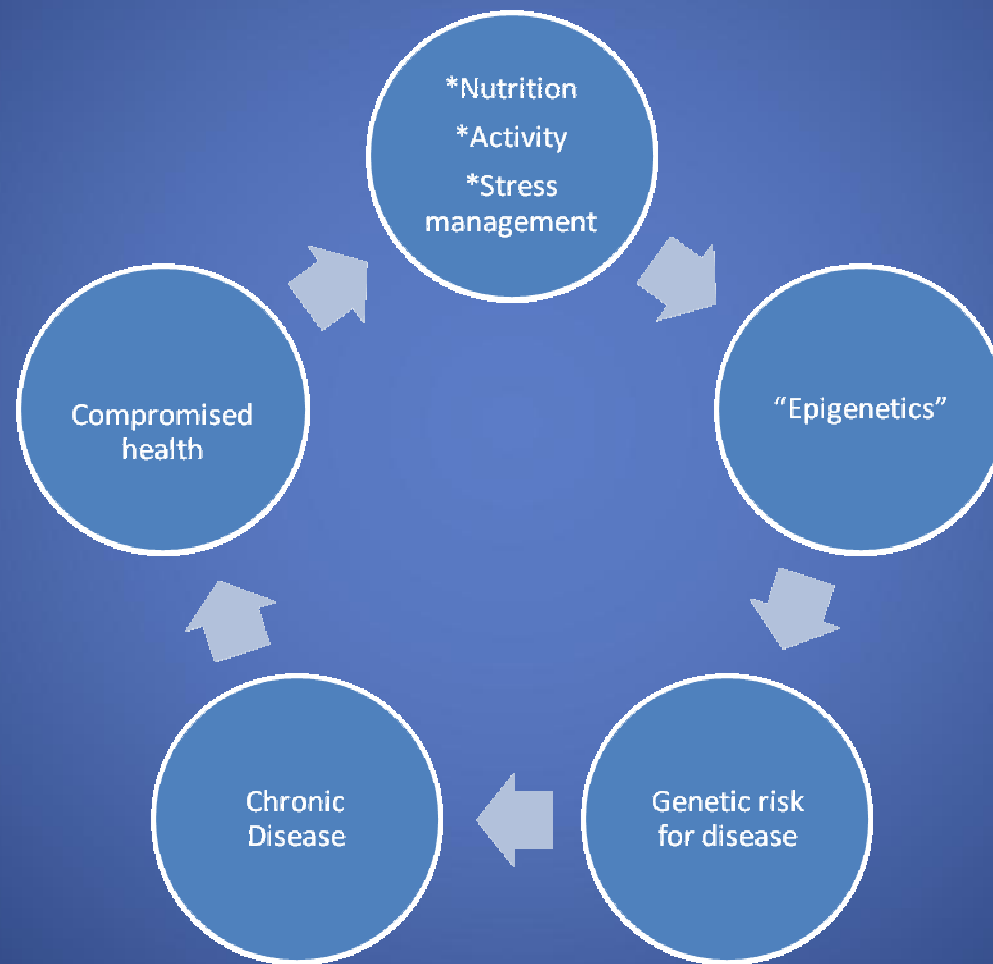 *Nutrition
*Activity
*Stress
management
“Epigenetics”
Genetic risk
for disease
Chronic
Disease
Compromised
health